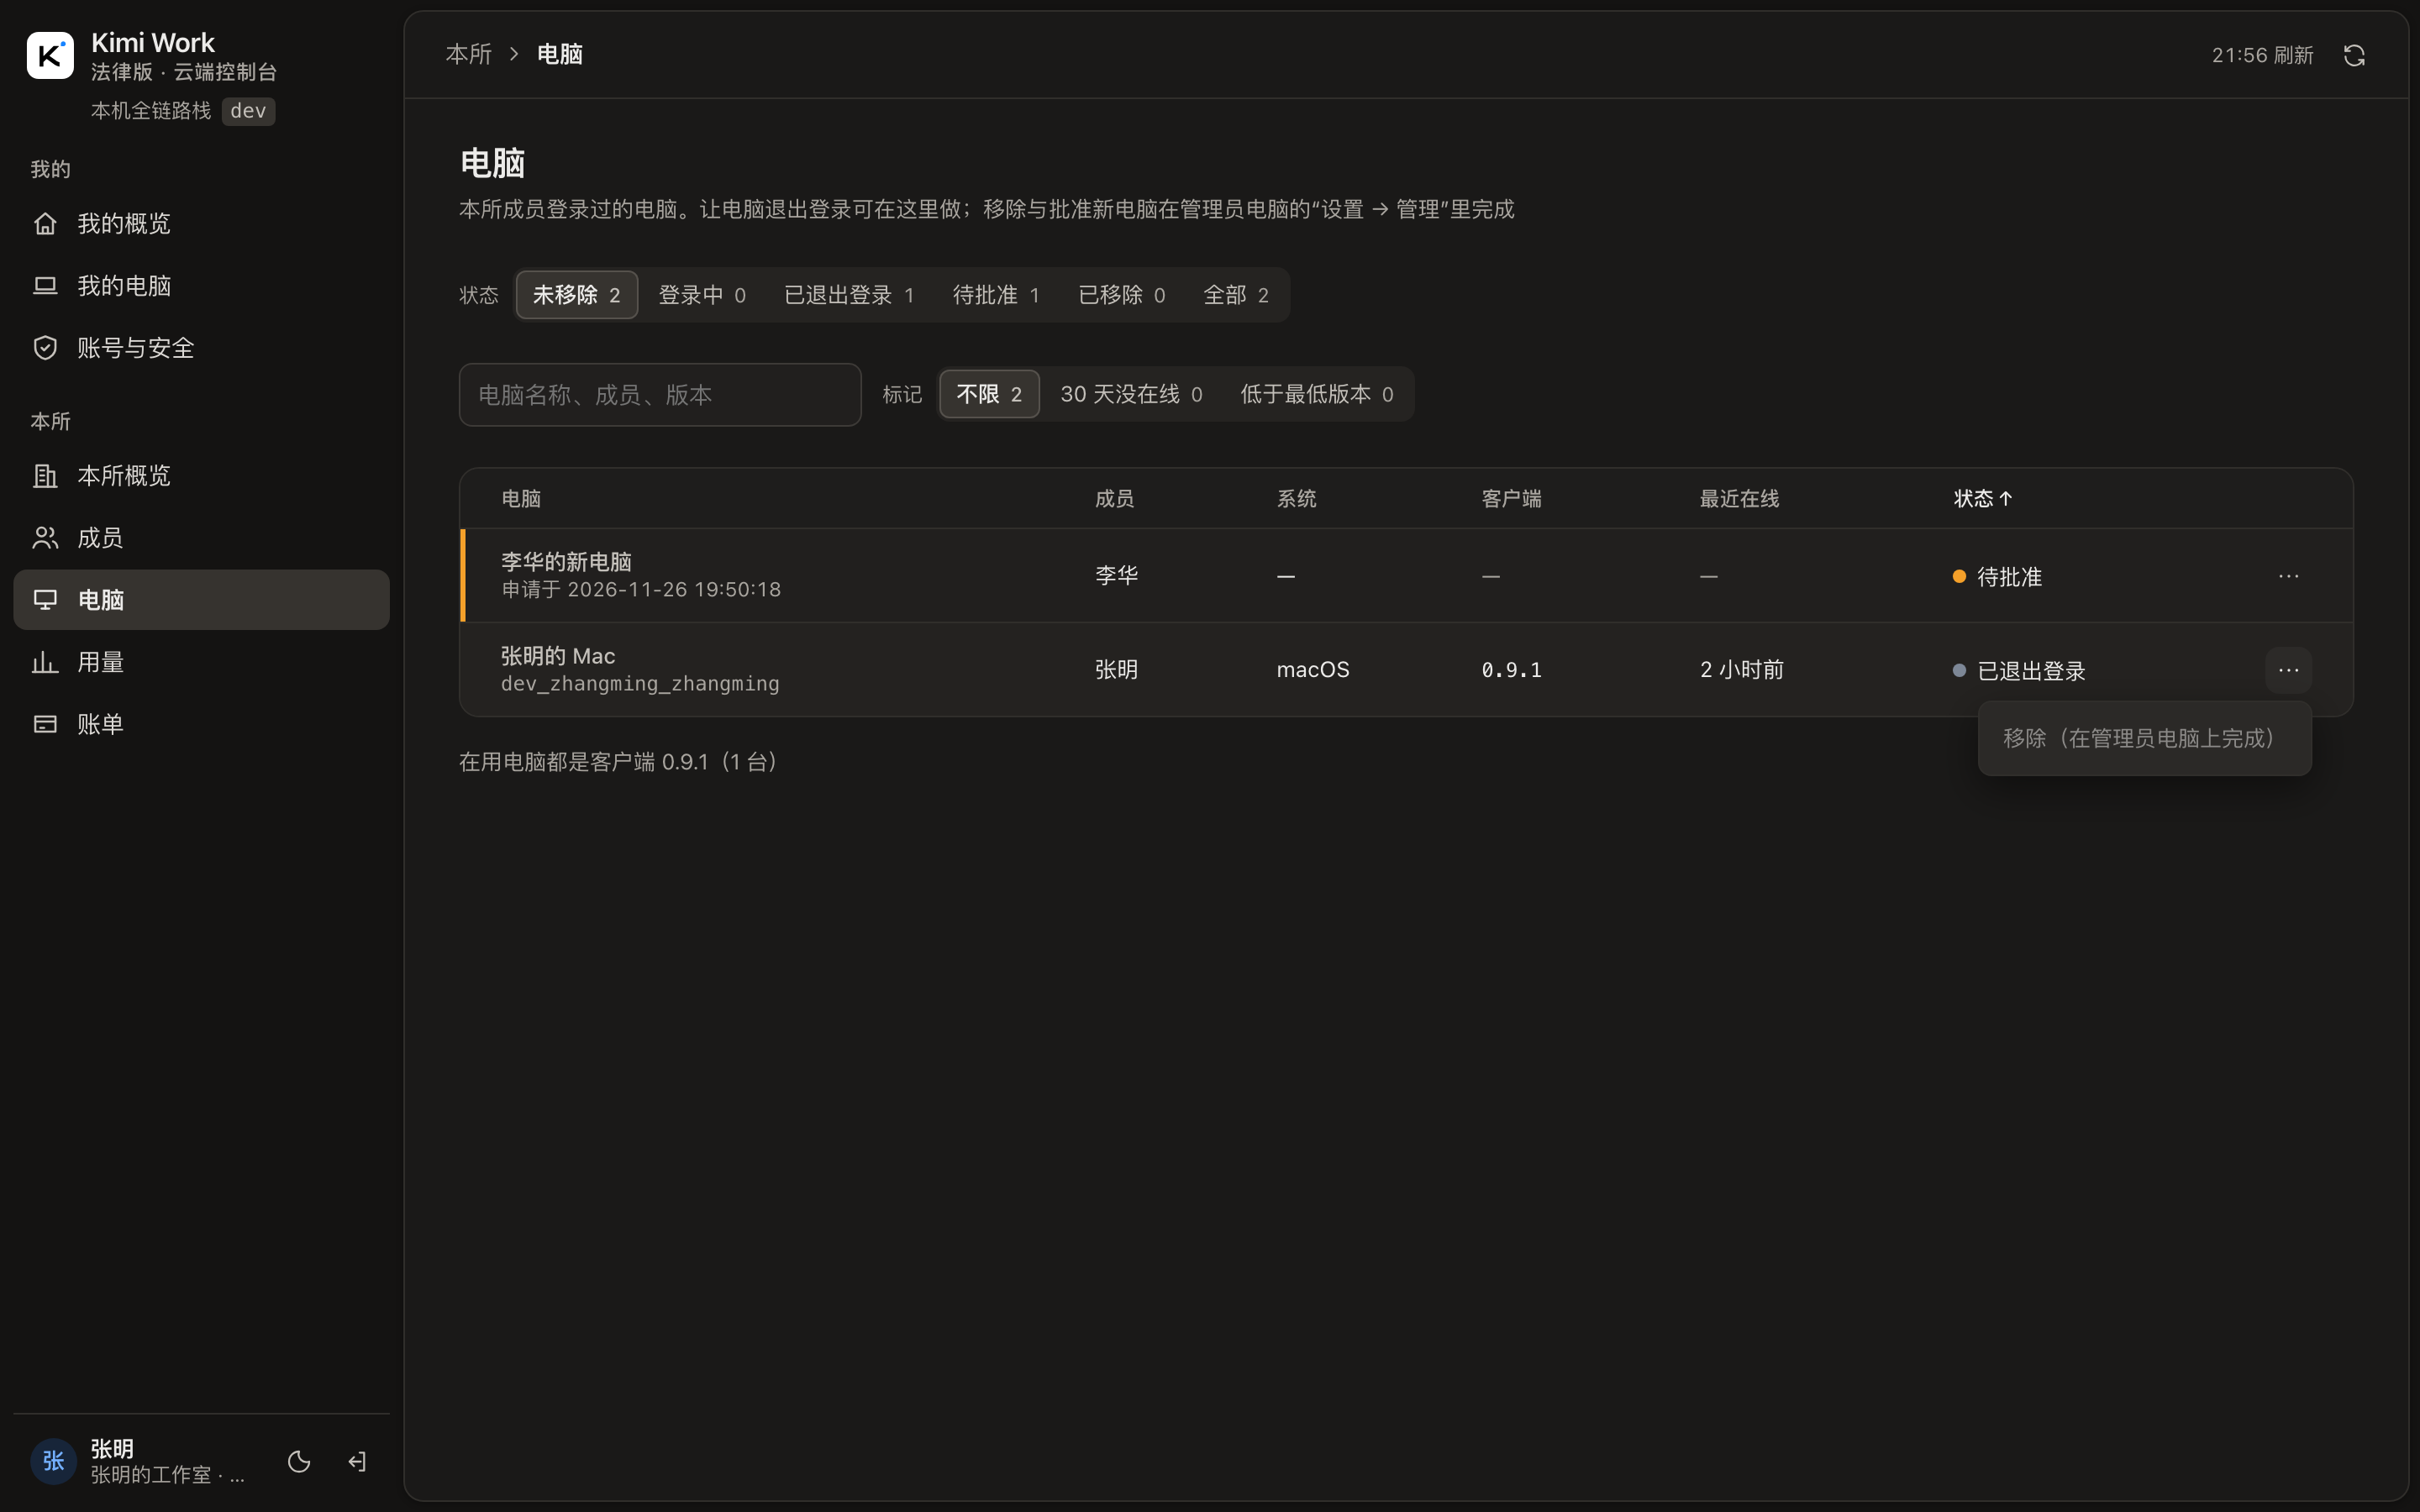 Kimi Work
法律版 · 云端控制台
本机全链路栈 dev
我的
我的概览
我的电脑
账号与安全
本所
本所概览
成员
电脑
用量
账单
张
张明
张明的工作室 · ...
本所 > 电脑
21:56 刷新
电脑
本所成员登录过的电脑。让电脑退出登录可在这里做；移除与批准新电脑在管理员电脑的“设置 → 管理”里完成
状态 未移除 2 登录中 0 已退出登录 1 待批准 1 已移除 0 全部 2
电脑名称、成员、版本 标记 不限 2 30 天没在线 0 低于最低版本 0
电脑 成员 系统 客户端 最近在线 状态 ↑
李华的新电脑
申请于 2026-11-26 19:50:18
李华 — — — 待批准 ...
张明的 Mac
dev_zhangming_zhangming
张明 macOS 0.9.1 2 小时前 已退出登录 ...
移除（在管理员电脑上完成）
在用电脑都是客户端 0.9.1（1 台）